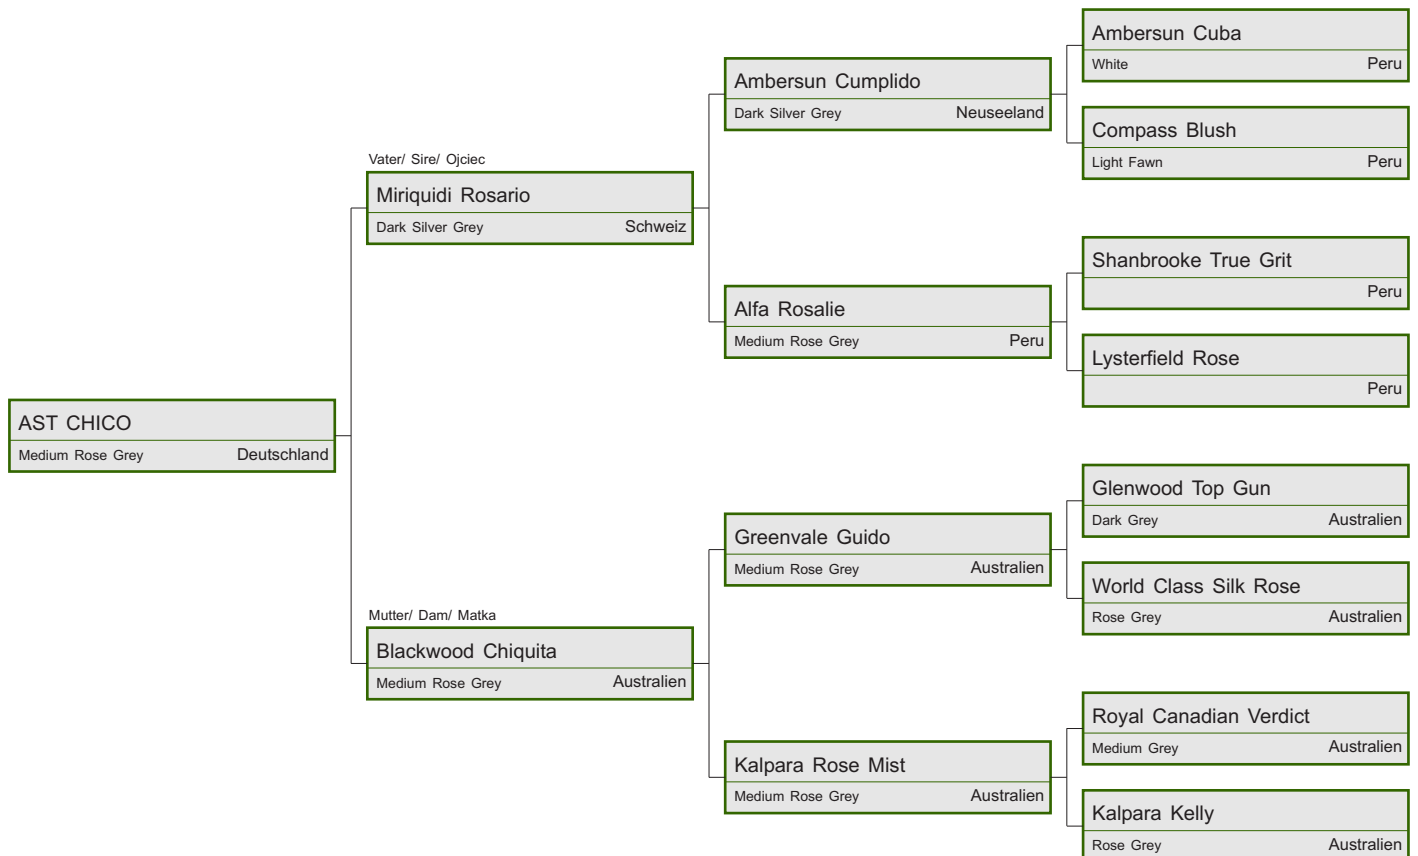 Ambersun Cuba
White Peru
Ambersun Cumplido
Dark Silver Grey Neuseeland
Compass Blush
Light Fawn Peru
Vater/ Sire/ Ojciec
Miriquidi Rosario
Dark Silver Grey Schweiz
Shanbrooke True Grit
Peru
Alfa Rosalie
Medium Rose Grey Peru
Lysterfield Rose
Peru
AST CHICO
Medium Rose Grey Deutschland
Glenwood Top Gun
Dark Grey Australien
Greenvale Guido
Medium Rose Grey Australien
World Class Silk Rose
Rose Grey Australien
Mutter/ Dam/ Matka
Blackwood Chiquita
Medium Rose Grey Australien
Royal Canadian Verdict
Medium Grey Australien
Kalpara Rose Mist
Medium Rose Grey Australien
Kalpara Kelly
Rose Grey Australien